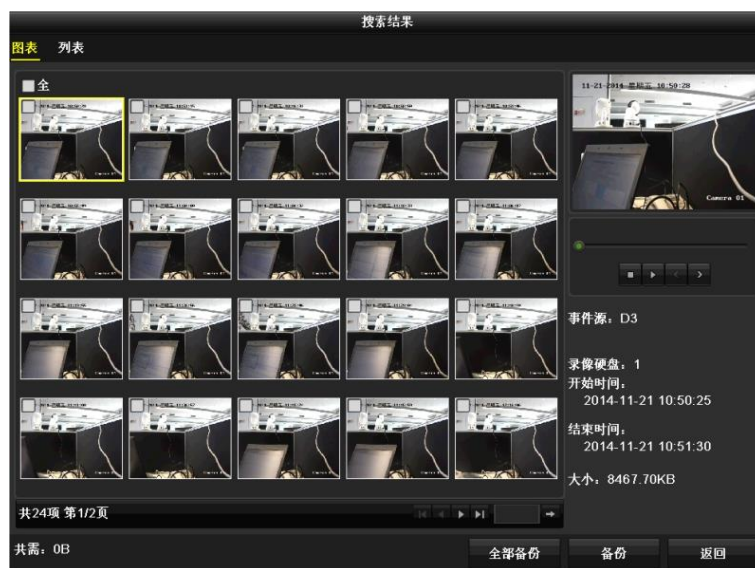 搜索结果
图表 列表
全
11-21-2014 星期五 10:50:28
Camera 01
事件源：D3
录像硬盘：1
开始时间：
2014-11-21 10:50:25
结束时间：
2014-11-21 10:51:30
大小：8467.70KB
共24项 第1/2页
共需：0B
全部备份 备份 返回